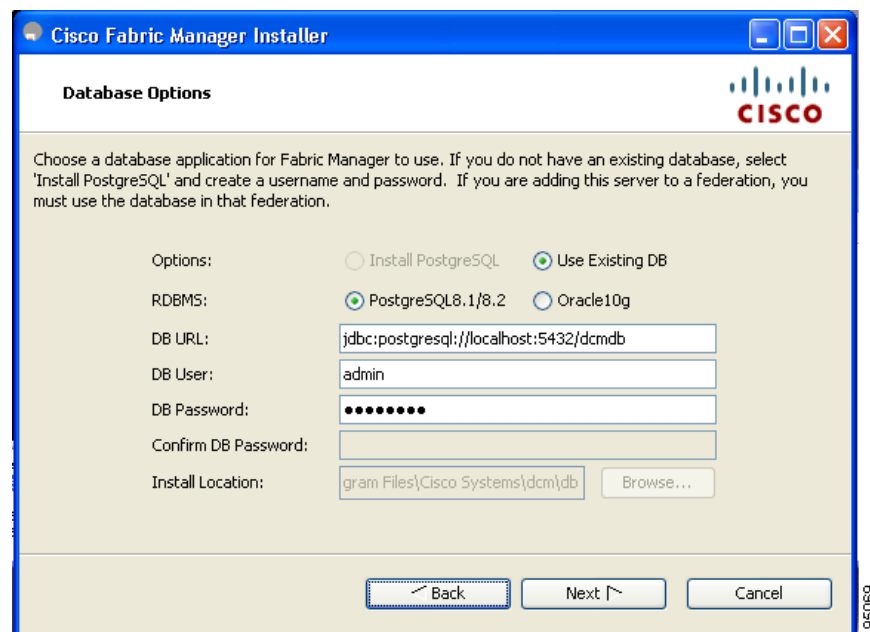 Cisco Fabric Manager Installer
Database Options
CISCO
Choose a database application for Fabric Manager to use. If you do not have an existing database, select
'Install PostgreSQL' and create a username and password. If you are adding this server to a federation, you
must use the database in that federation.
Options: Install PostgreSQL Use Existing DB
RDBMS: PostgreSQL8.1/8.2 Oracle10g
DB URL: jdbc:postgresql://localhost:5432/dcmdb
DB User: admin
DB Password: ••••••••
Confirm DB Password:
Install Location: gram Files\Cisco Systems\dcm\db Browse...
Back Next Cancel